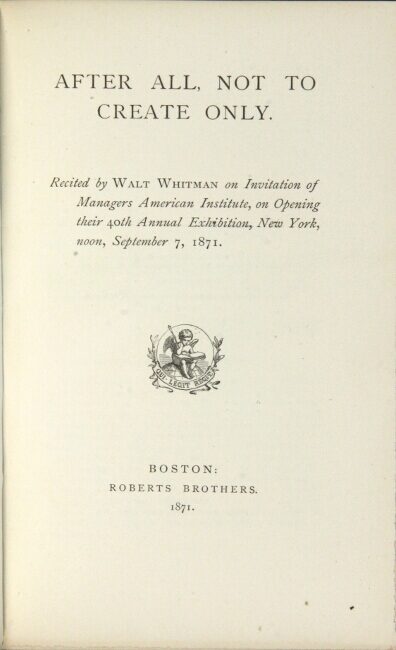 AFTER ALL, NOT TO
CREATE ONLY.
Recited by WALT WHITMAN on Invitation of
Managers American Institute, on Opening
their 40th Annual Exhibition, New York,
noon, September 7, 1871.
QUI LEGIT REGIT
BOSTON:
ROBERTS BROTHERS.
1871.